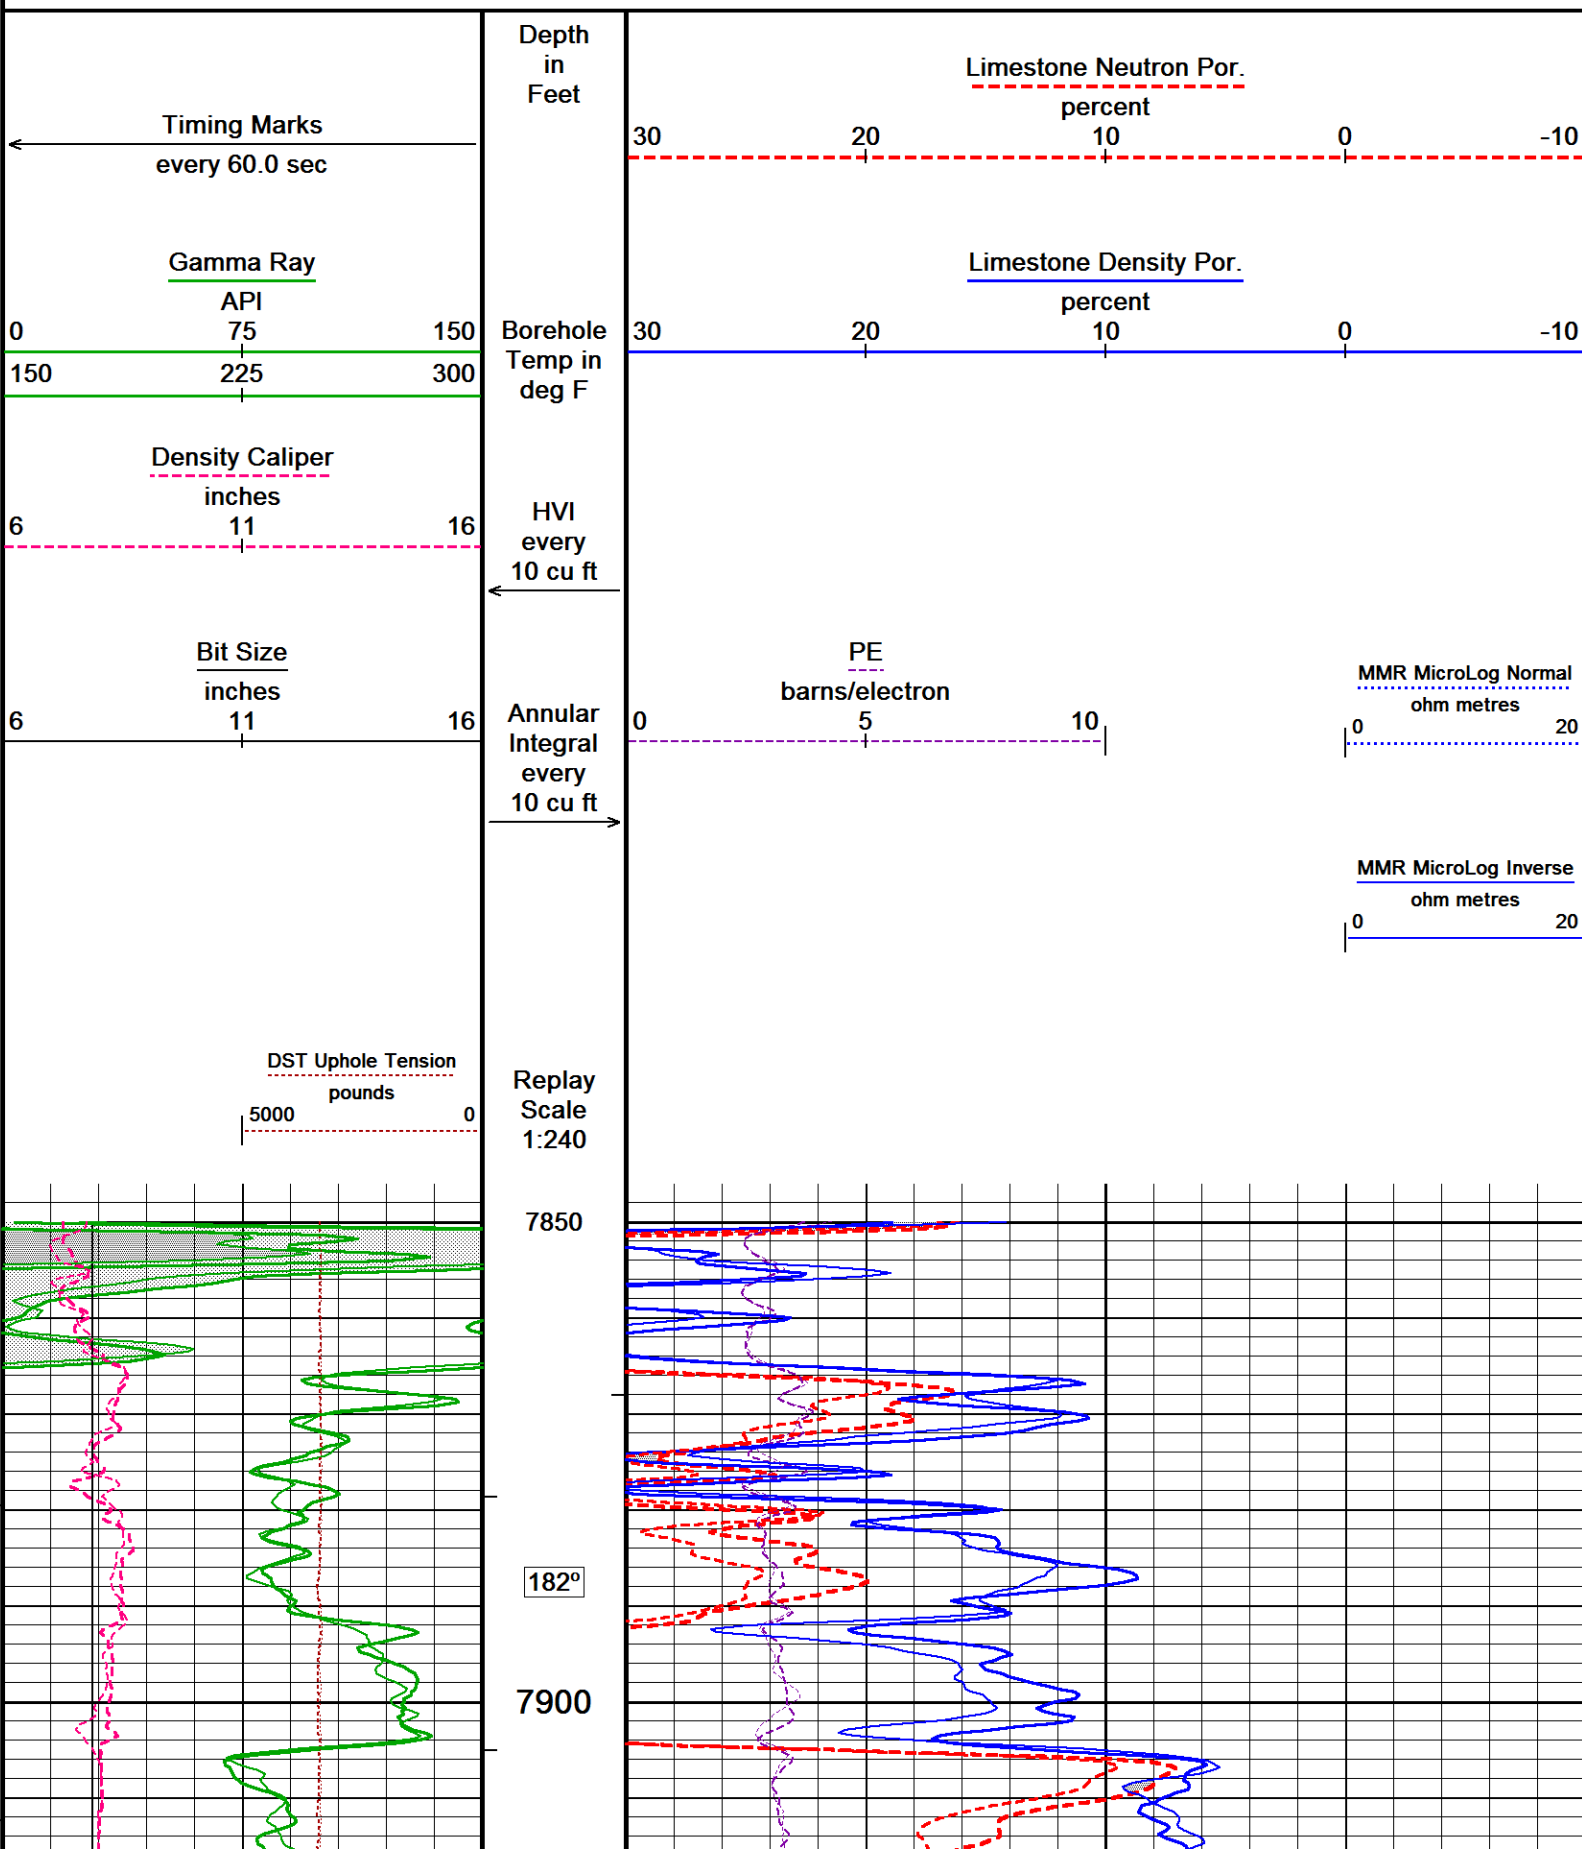 Timing Marks
every 60.0 sec
Gamma Ray
API
0 75 150
150 225 300
Density Caliper
inches
6 11 16
Bit Size
inches
6 11 16
DST Uphole Tension
pounds
5000 0
Depth
in
Feet
Borehole
Temp in
deg F
HVI
every
10 cu ft
Annular
Integral
every
10 cu ft
Replay
Scale
1:240
Limestone Neutron Por.
percent
30 20 10 0 -10
Limestone Density Por.
percent
30 20 10 0 -10
PE
barns/electron
0 5 10
MMR MicroLog Normal
ohm metres
0 20
MMR MicroLog Inverse
ohm metres
0 20
7850
182º
7900